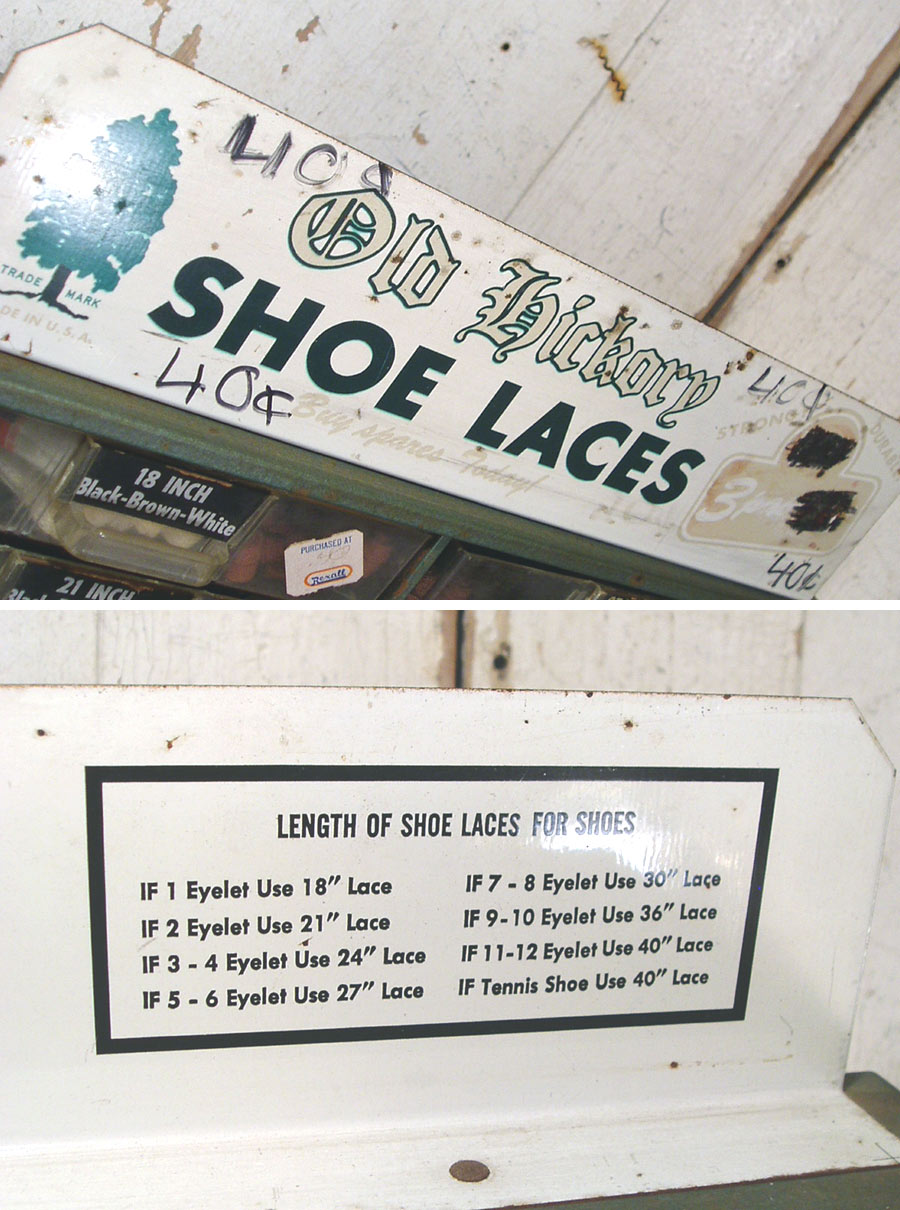 40¢
Old Hickory
SHOE LACES
TRADE MARK
DE IN U.S.A.
40¢
Buy spares Today!
40¢
STRONG
DURABLE
3
40¢
18 INCH
Black-Brown-White
PURCHASED AT
Rexall
21 INCH
LENGTH OF SHOE LACES FOR SHOES
IF 1 Eyelet Use 18" Lace
IF 2 Eyelet Use 21" Lace
IF 3 - 4 Eyelet Use 24" Lace
IF 5 - 6 Eyelet Use 27" Lace
IF 7 - 8 Eyelet Use 30" Lace
IF 9-10 Eyelet Use 36" Lace
IF 11-12 Eyelet Use 40" Lace
IF Tennis Shoe Use 40" Lace